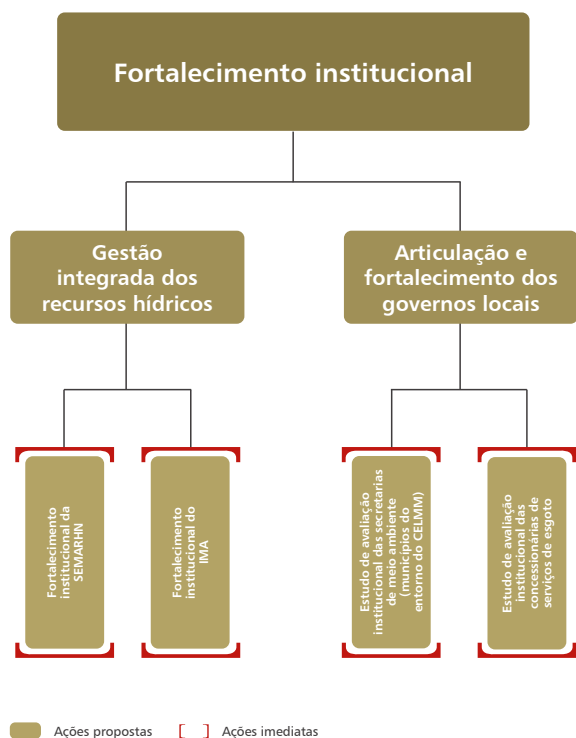 Fortalecimento institucional
Gestão
integrada dos
recursos hídricos
Articulação e
fortalecimento dos
governos locais
Fortalecimento
institucional da
SEMARHN
Fortalecimento
institucional do
IMA
Estudo de avaliação
institucional das secretarias
de meio ambiente
(municípios do
entorno do CELMM)
Estudo de avaliação
institucional das
concessionárias de
serviços de esgoto
Ações propostas
[ ] Ações imediatas